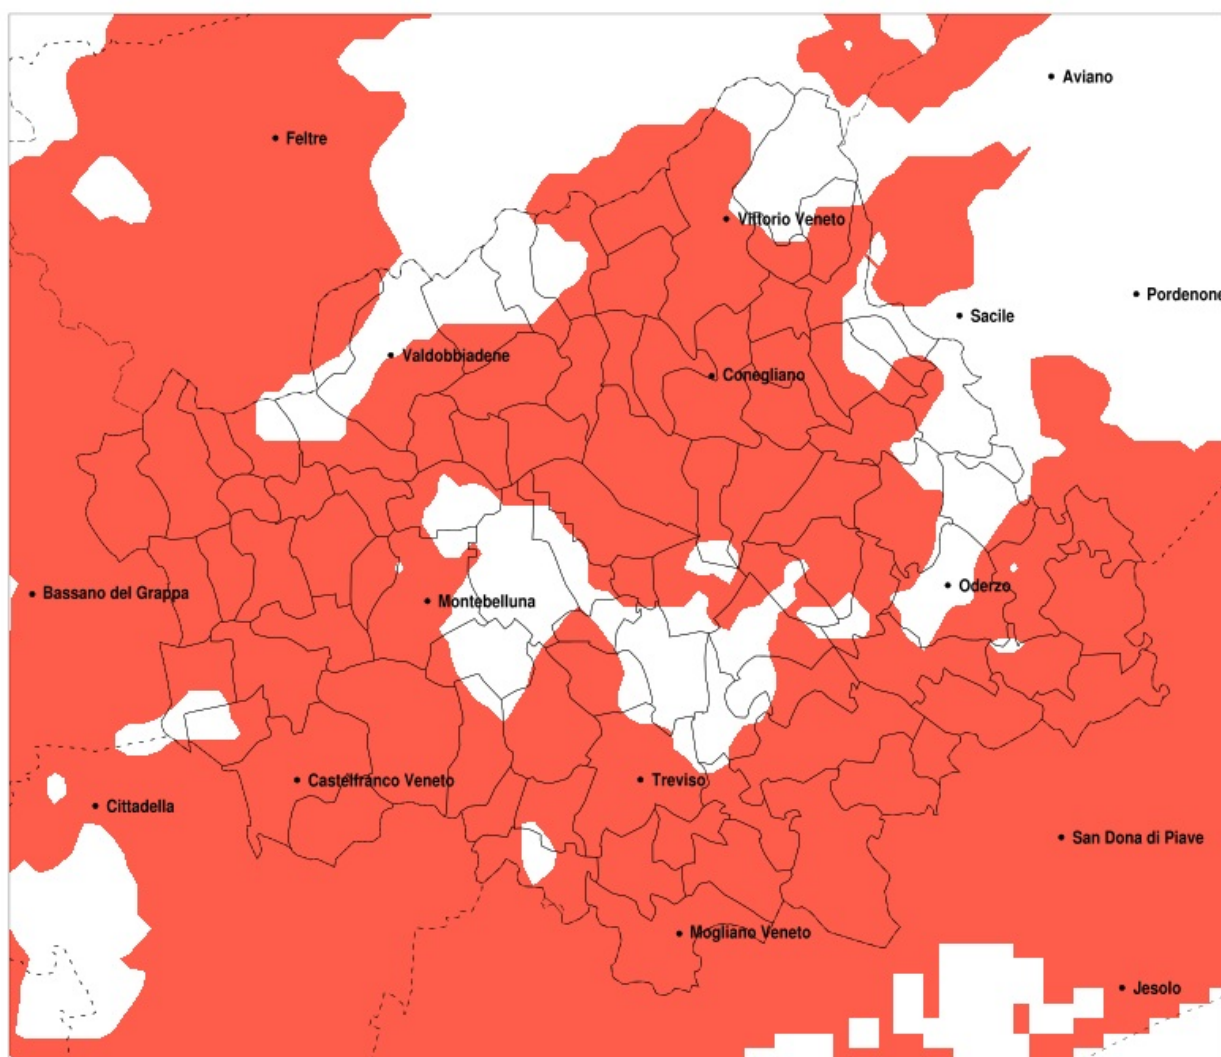 Aviano
Feltre
Vittorio Veneto
Pordenone
Sacile
Valdobbiadene
Conegliano
Bassano del Grappa
Montebelluna
Oderzo
Castelfranco Veneto
Treviso
Cittadella
San Dona di Piave
Mogliano Veneto
Jesolo